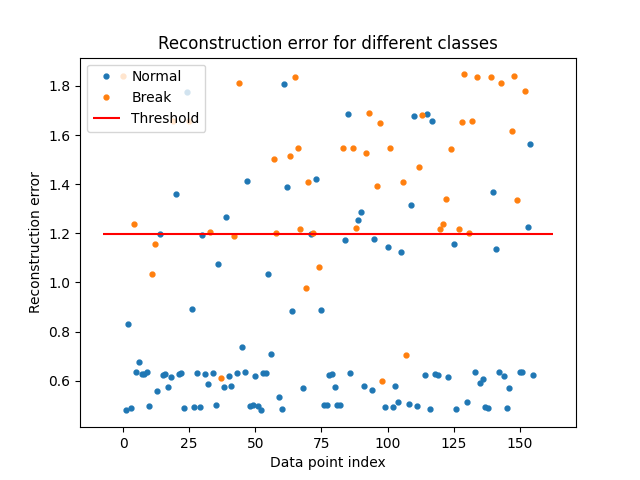 Reconstruction error for different classes
Normal
Break
Threshold
Reconstruction error
1.8
1.6
1.4
1.2
1.0
0.8
0.6
0
25
50
75
100
125
150
Data point index